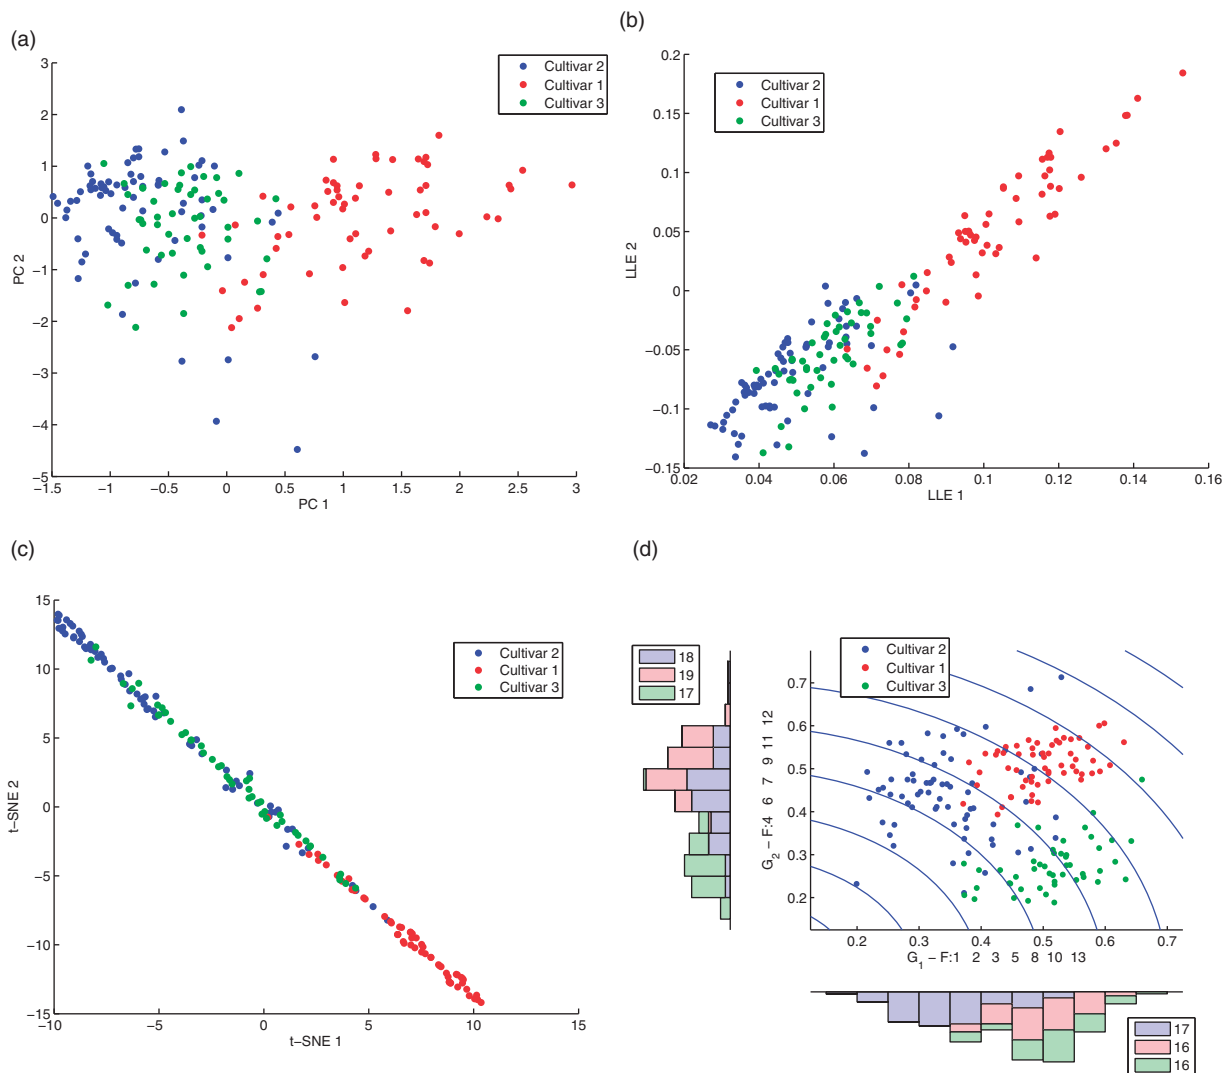 (a)
3
2
1
0
−1
−2
−3
−4
−5
PC 2
−1.5
−1
−0.5
0
0.5
1
1.5
2
2.5
3
PC 1
Cultivar 2
Cultivar 1
Cultivar 3
(b)
0.2
0.15
0.1
0.05
0
−0.05
−0.1
−0.15
LLE 2
0.02
0.04
0.06
0.08
0.1
0.12
0.14
0.16
LLE 1
Cultivar 2
Cultivar 1
Cultivar 3
(c)
15
10
5
0
−5
−10
−15
t−SNE 2
−10
−5
0
5
10
15
t−SNE 1
Cultivar 2
Cultivar 1
Cultivar 3
(d)
18
19
17
Cultivar 2
Cultivar 1
Cultivar 3
0.7
0.6
0.5
0.4
0.3
0.2
G2 − F:4 6 7 9 11 12
0.2
0.3
0.4
0.5
0.6
0.7
G1 − F:1 2 3 5 8 10 13
17
16
16